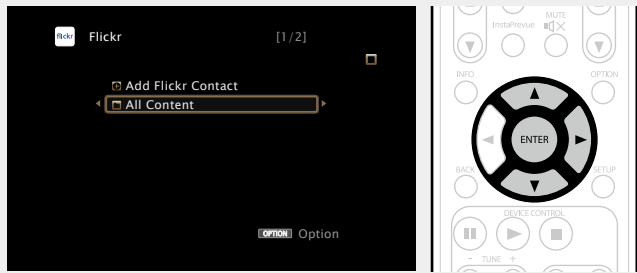 flickr Flickr [1/2]
Add Flickr Contact
All Content
OPTION Option
MUTE
InstaPrevue
INFO OPTION
ENTER
BACK SETUP
DEVICE CONTROL
- TUNE +